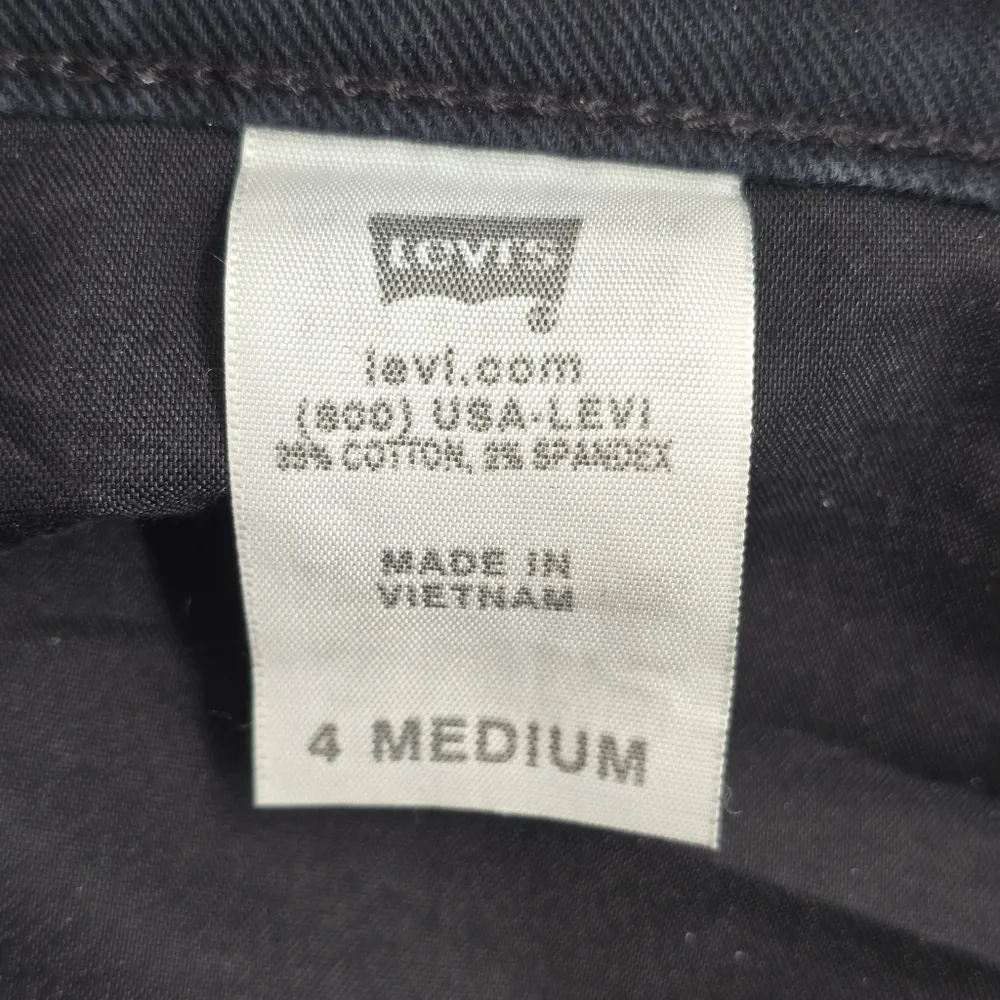 LEVI'S
®
levi.com
(800) USA-LEVI
98% COTTON, 2% SPANDEX
MADE IN
VIETNAM
4 MEDIUM